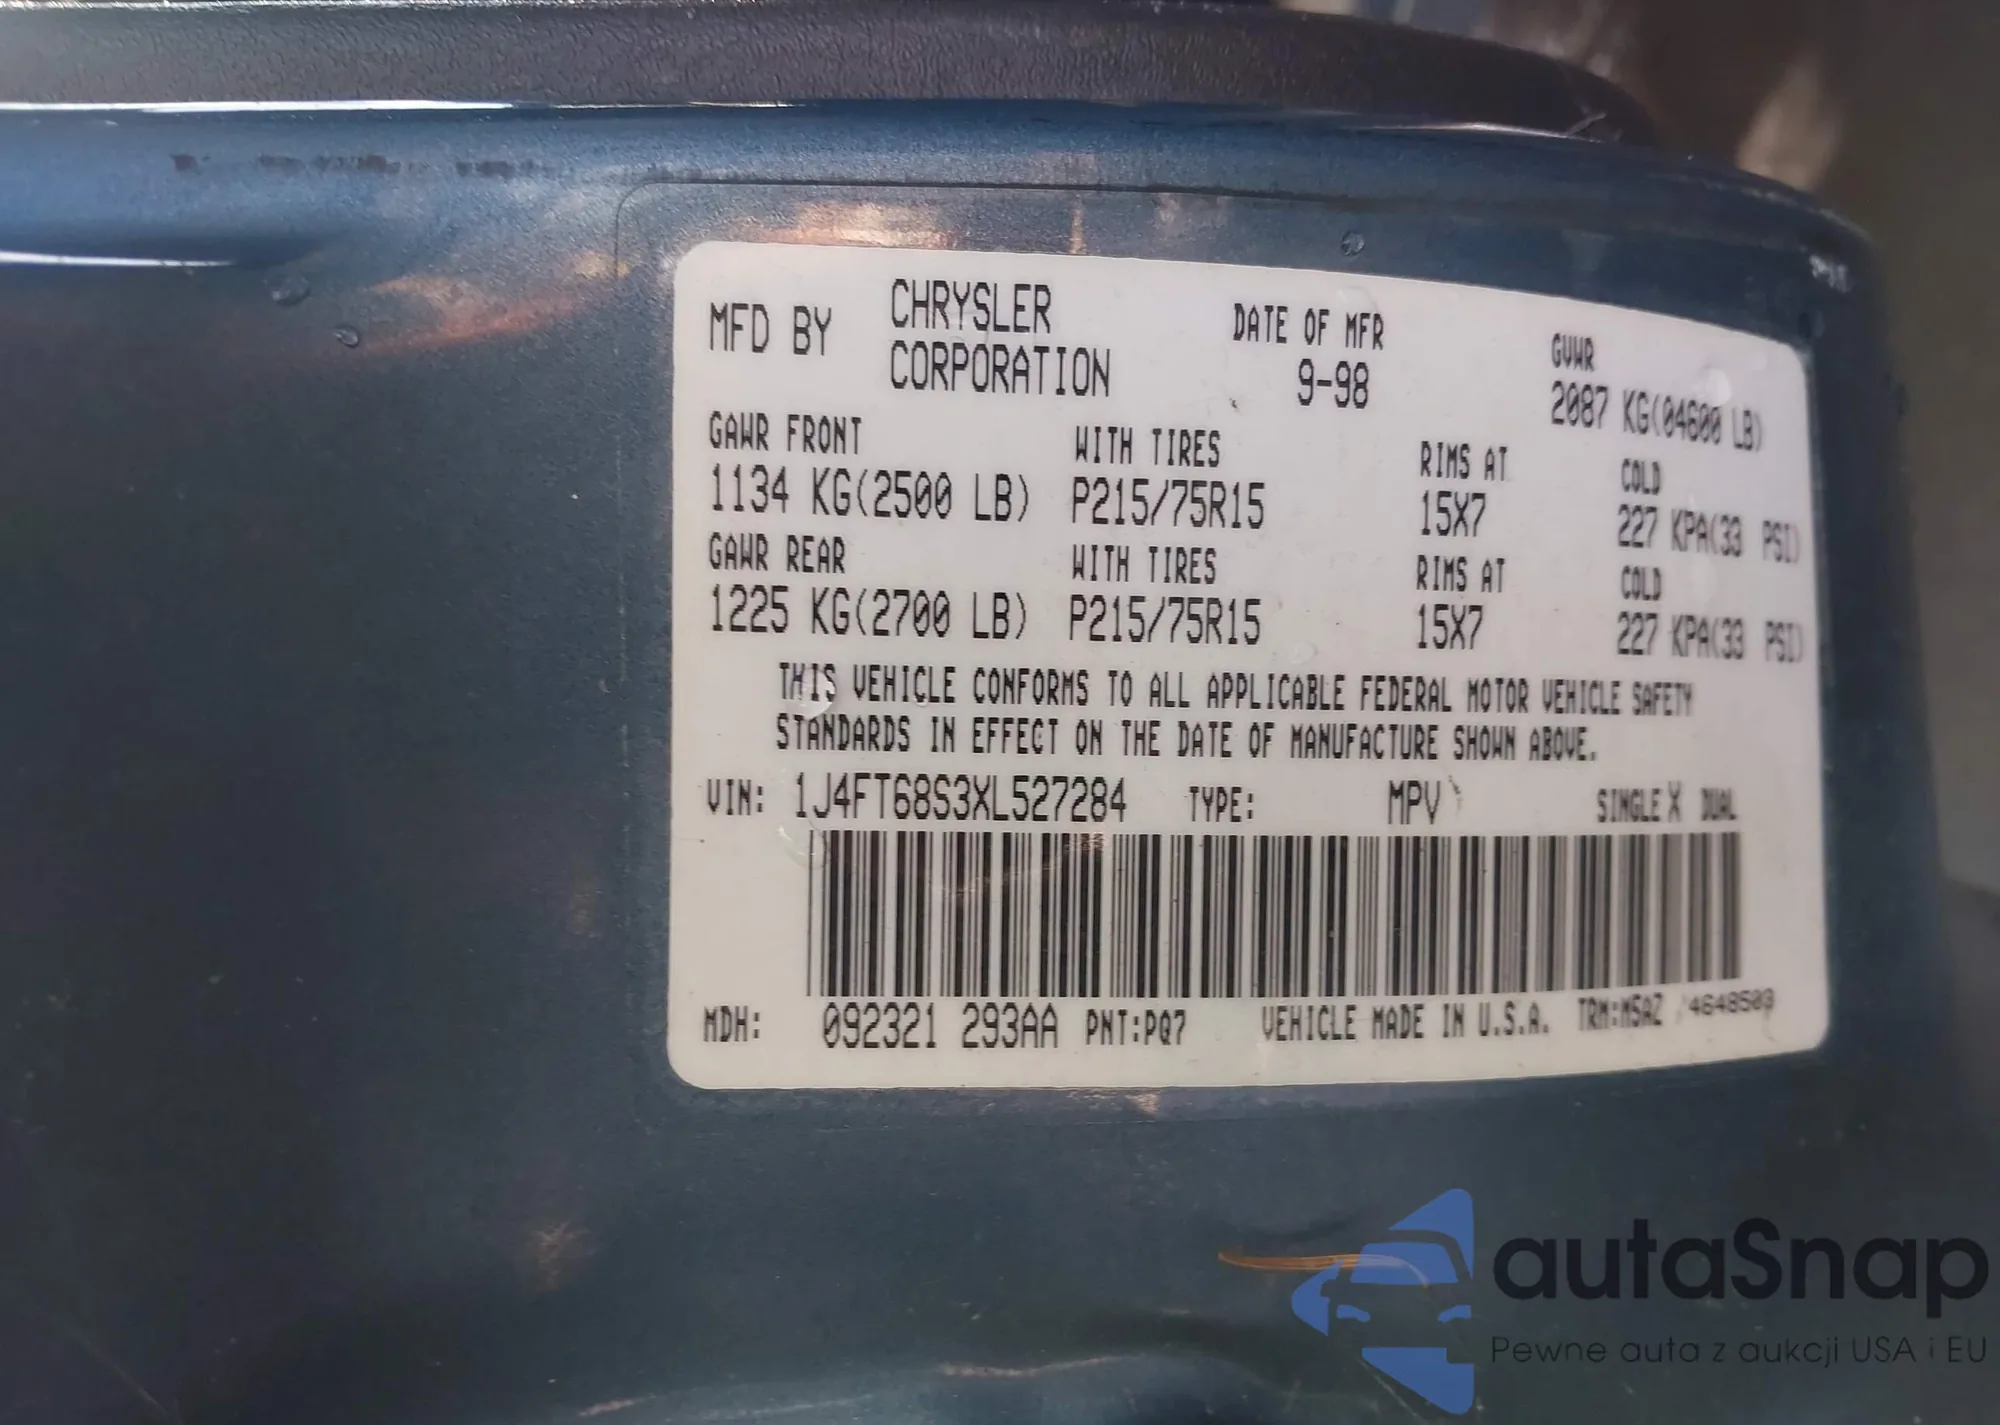 MFD BY CHRYSLER CORPORATION DATE OF MFR 9-98 GVWR 2087 KG(04600 LB)
GAWR FRONT WITH TIRES RIMS AT COLD
1134 KG(2500 LB) P215/75R15 15X7 227 KPA(33 PSI)
GAWR REAR WITH TIRES RIMS AT COLD
1225 KG(2700 LB) P215/75R15 15X7 227 KPA(33 PSI)
THIS VEHICLE CONFORMS TO ALL APPLICABLE FEDERAL MOTOR VEHICLE SAFETY
STANDARDS IN EFFECT ON THE DATE OF MANUFACTURE SHOWN ABOVE.
VIN: 1J4FT68S3XL527284 TYPE: MPV SINGLE X DUAL
MDH: 092321 293AA PNT:PQ7 VEHICLE MADE IN U.S.A. TRM:M5AZ 4648503
autaSnap
Pewne auta z aukcji USA i EU